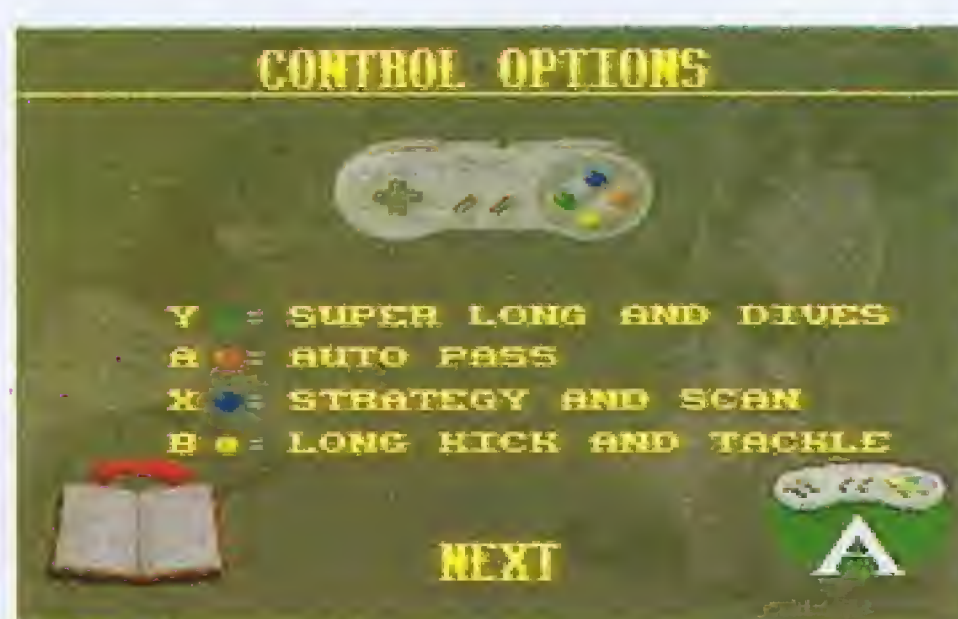 CONTROL OPTIONS
Y = SUPER LONG AND DIVES
A = AUTO PASS
X = STRATEGY AND SCAN
B = LONG KICK AND TACKLE
NEXT
A